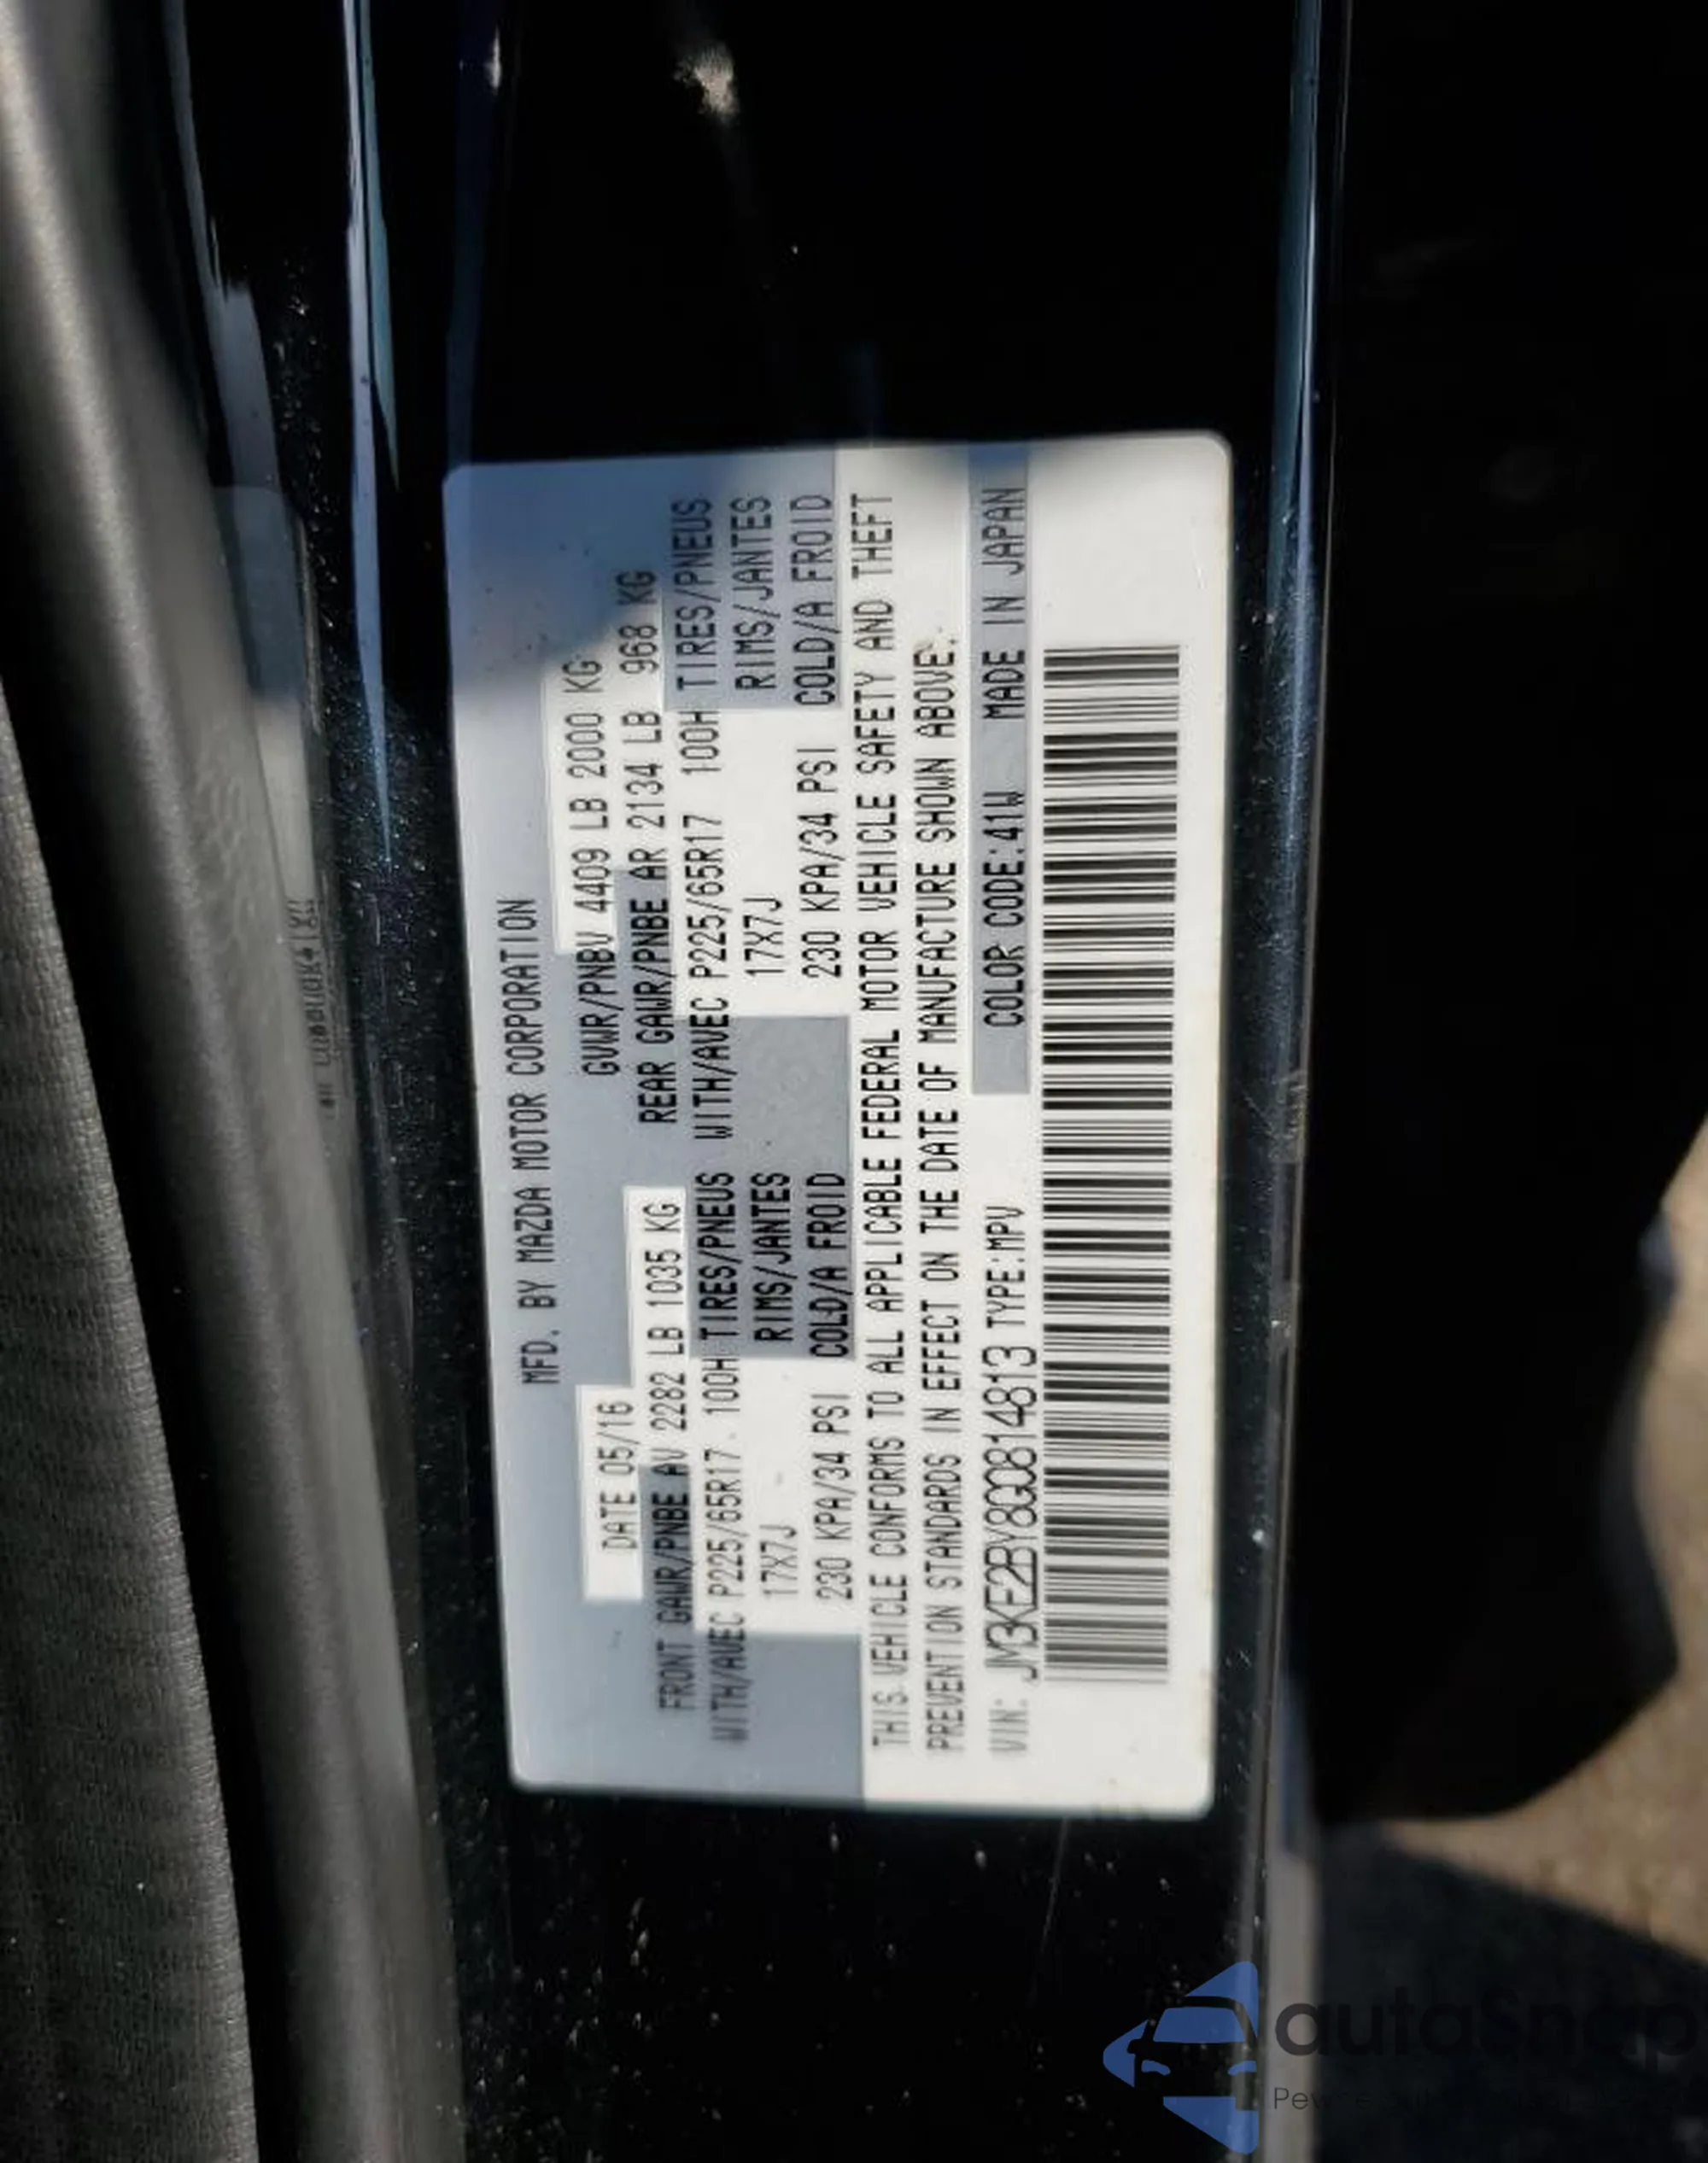 MFD. BY MAZDA MOTOR CORPORATION
DATE 05/16 GVWR/PNBV 4409 LB 2000 KG
FRONT GAWR/PNBE AV 2282 LB 1035 KG REAR GAWR/PNBE AR 2134 LB 968 KG
WITH/AVEC P225/65R17 100H TIRES/PNEUS WITH/AVEC P225/65R17 100H TIRES/PNEUS
17X7J RIMS/JANTES 17X7J RIMS/JANTES
230 KPA/34 PSI COLD/A FROID 230 KPA/34 PSI COLD/A FROID
THIS VEHICLE CONFORMS TO ALL APPLICABLE FEDERAL MOTOR VEHICLE SAFETY AND THEFT
PREVENTION STANDARDS IN EFFECT ON THE DATE OF MANUFACTURE SHOWN ABOVE.
VIN: JM3KE2BY8G0814813 TYPE:MPV COLOR CODE:41W MADE IN JAPAN
autaSnap